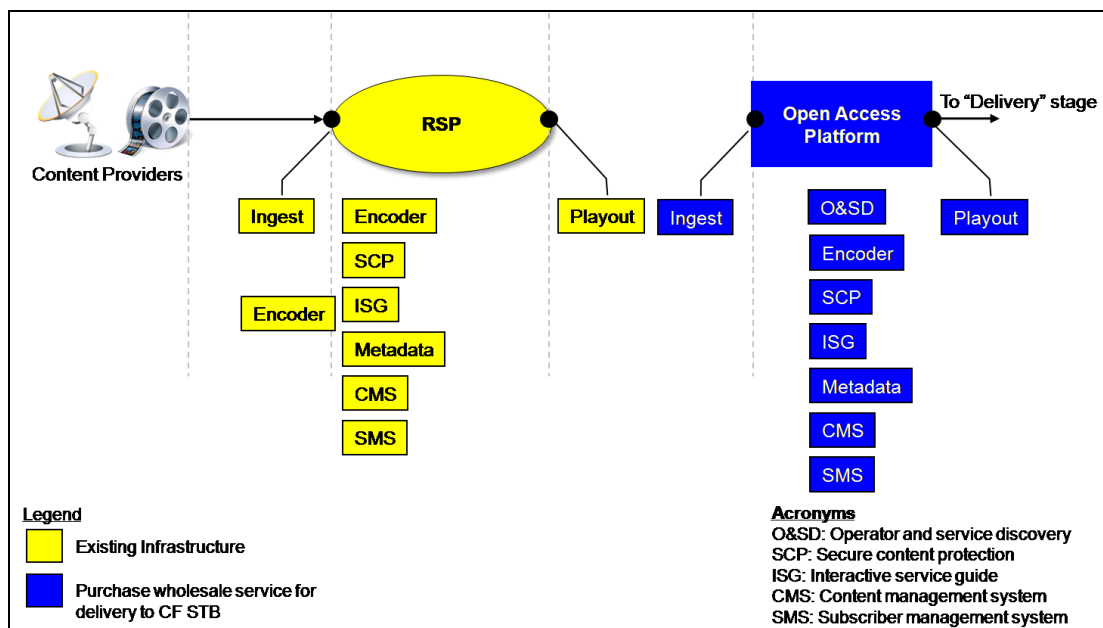 RSP
Open Access
Platform
To “Delivery” stage
Content Providers
Ingest
Encoder
Encoder
SCP
ISG
Metadata
CMS
SMS
Playout
Ingest
O&SD
Encoder
SCP
ISG
Metadata
CMS
SMS
Playout
Legend
Existing Infrastructure
Purchase wholesale service for
delivery to CF STB
Acronyms
O&SD: Operator and service discovery
SCP: Secure content protection
ISG: Interactive service guide
CMS: Content management system
SMS: Subscriber management system